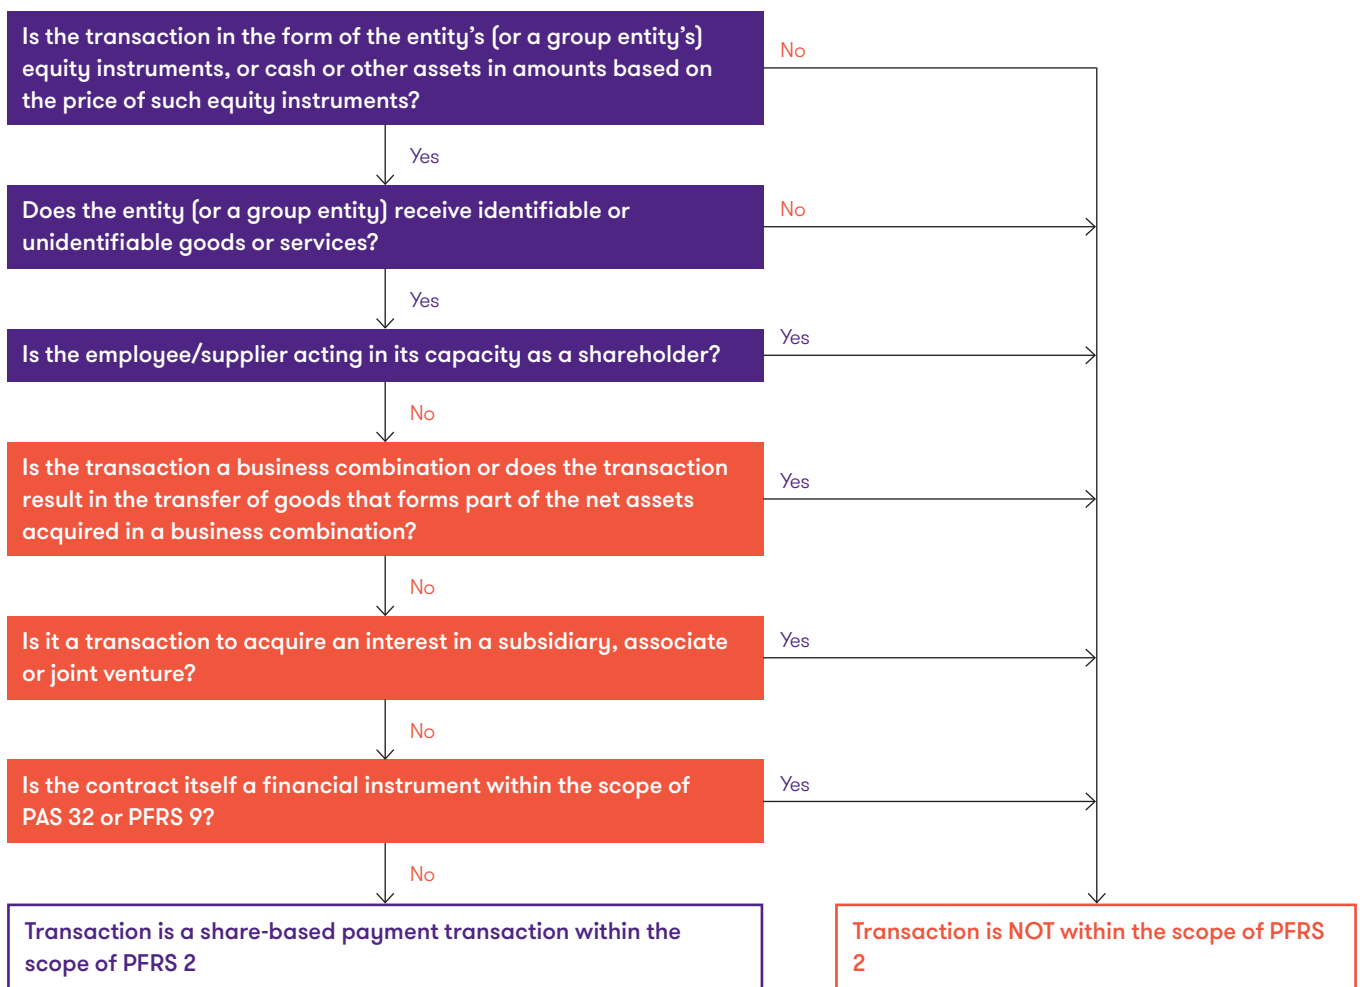 Is the transaction in the form of the entity's (or a group entity's)
equity instruments, or cash or other assets in amounts based on
the price of such equity instruments?
No
Yes
Does the entity (or a group entity) receive identifiable or
unidentifiable goods or services?
No
Yes
Is the employee/supplier acting in its capacity as a shareholder?
Yes
No
Is the transaction a business combination or does the transaction
result in the transfer of goods that forms part of the net assets
acquired in a business combination?
Yes
No
Is it a transaction to acquire an interest in a subsidiary, associate
or joint venture?
Yes
No
Is the contract itself a financial instrument within the scope of
PAS 32 or PFRS 9?
Yes
No
Transaction is a share-based payment transaction within the
scope of PFRS 2
Transaction is NOT within the scope of PFRS
2